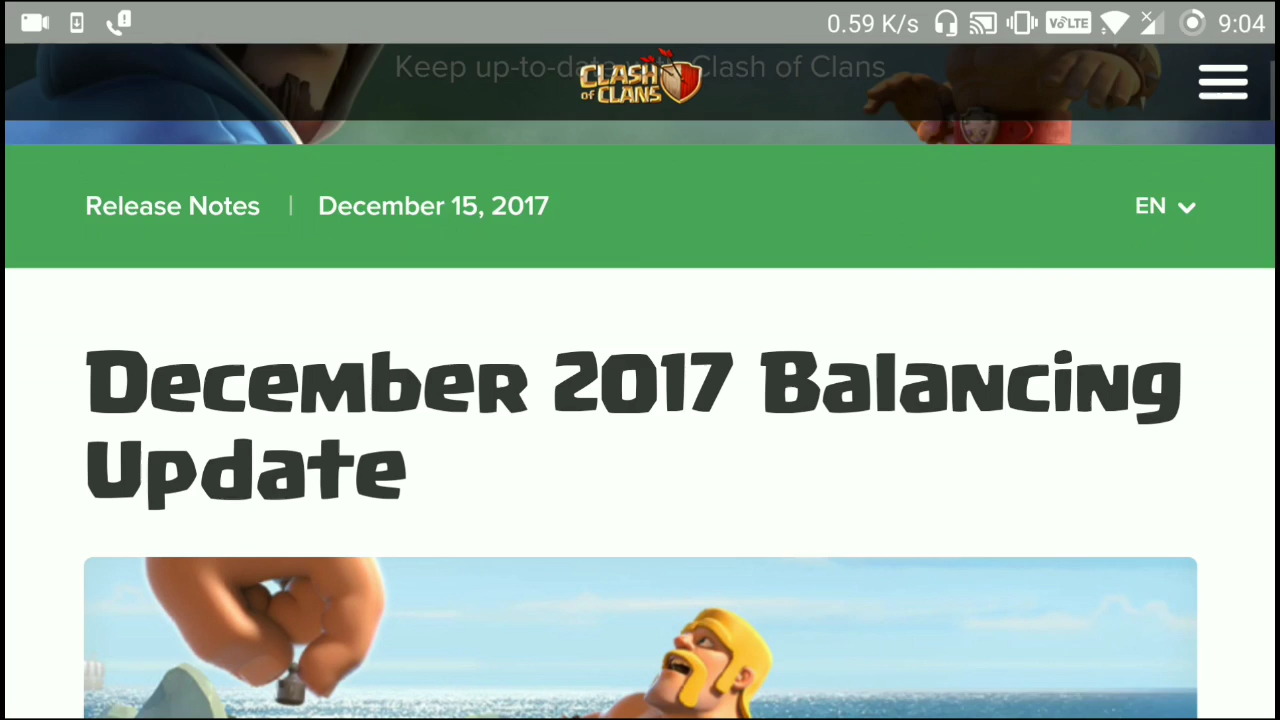 0.59 K/s VoLTE 9:04
Keep up-to-date Clash of Clans
CLASH
OF CLANS
Release Notes | December 15, 2017 EN
December 2017 Balancing
Update